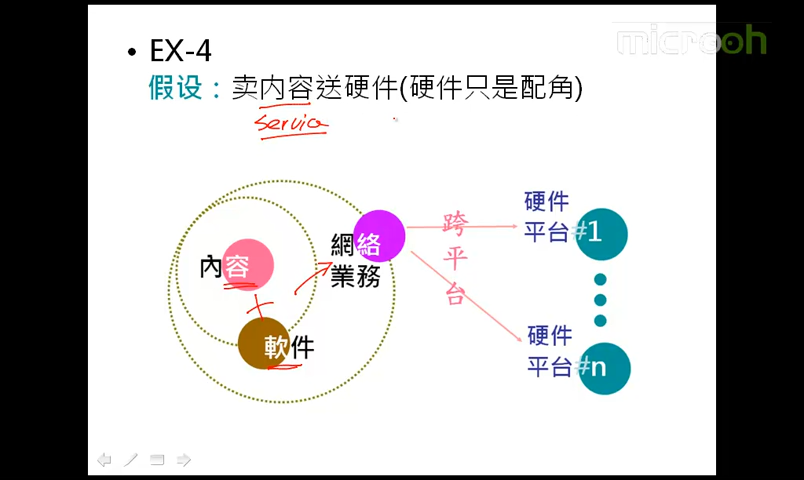 microoh
• EX-4
假设：卖内容送硬件(硬件只是配角)
Service
硬件
平台#1
跨平台
網絡
業務
內容
軟件
硬件
平台#n